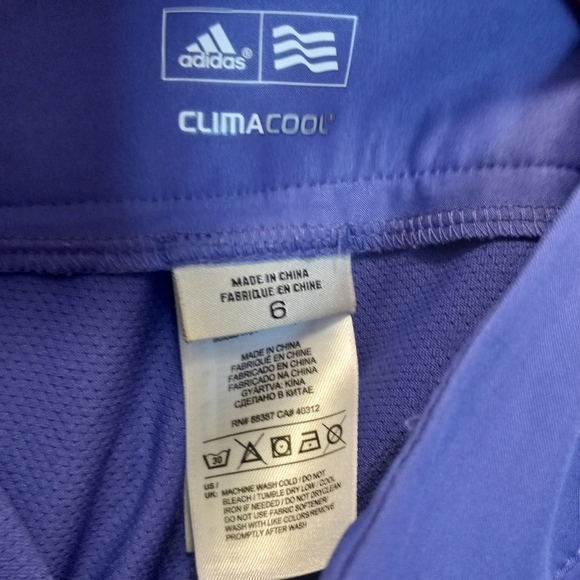 adidas®
CLIMACOOL®
MADE IN CHINA
FABRIQUE EN CHINE
6
MADE IN CHINA
FABRIQUÉ EN CHINE
FABRICADO EN CHINA
FABRICADO NA CHINA
GYÁRTVA: KÍNA
СДЕЛАНО В КИТАЕ
RN# 88387 CA# 40312
30
US /
UK: MACHINE WASH COLD / DO NOT
BLEACH / TUMBLE DRY LOW / COOL
IRON IF NEEDED / DO NOT DRYCLEAN
DO NOT USE FABRIC SOFTENER/
WASH WITH LIKE COLORS/REMOVE
PROMPTLY AFTER WASH